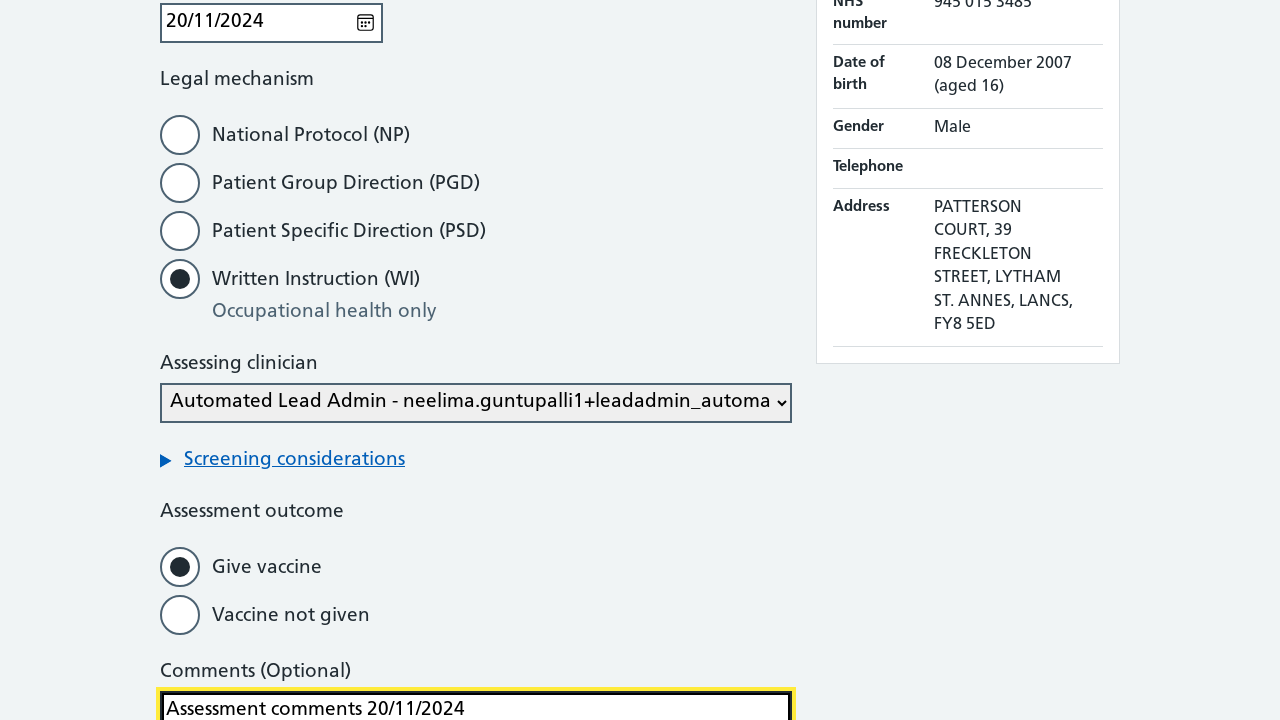 20/11/2024
Legal mechanism
National Protocol (NP)
Patient Group Direction (PGD)
Patient Specific Direction (PSD)
Written Instruction (WI)
Occupational health only
Assessing clinician
Automated Lead Admin - neelima.guntupalli1+leadadmin_automa
Screening considerations
Assessment outcome
Give vaccine
Vaccine not given
Comments (Optional)
Assessment comments 20/11/2024
NHS number
945 015 3485
Date of birth
08 December 2007 (aged 16)
Gender
Male
Telephone
Address
PATTERSON
COURT, 39
FRECKLETON
STREET, LYTHAM
ST. ANNES, LANCS,
FY8 5ED